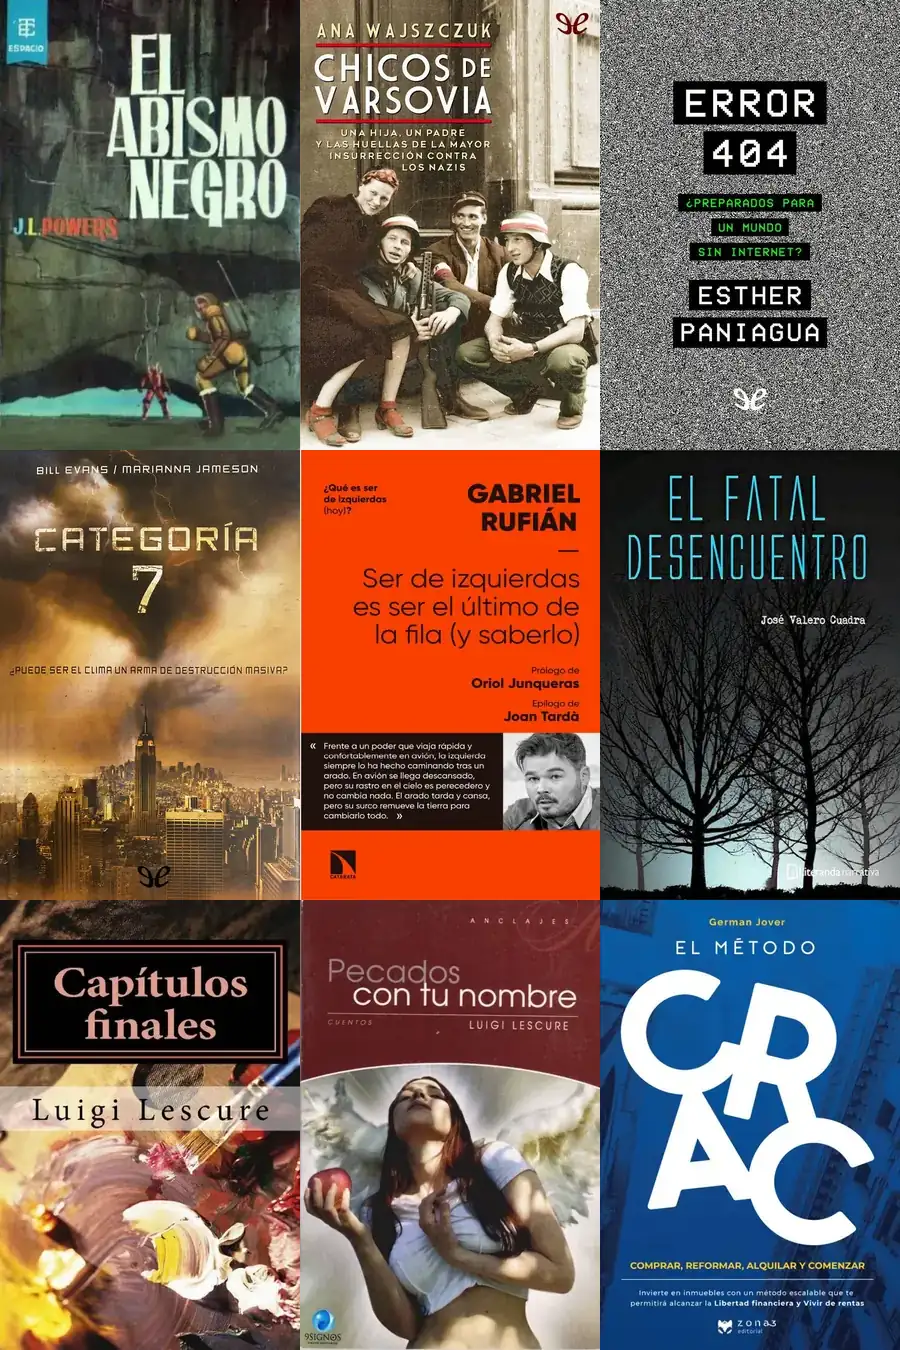 ESPACIO
EL
ABISMO
NEGRO
J.L.POWERS
ANA WAJSZCZUK
CHICOS DE
VARSOVIA
UNA HIJA, UN PADRE
Y LAS HUELLAS DE LA MAYOR
INSURRECCIÓN CONTRA
LOS NAZIS
ERROR
404
¿PREPARADOS PARA
UN MUNDO
SIN INTERNET?
ESTHER
PANIAGUA
BILL EVANS / MARIANNA JAMESON
CATEGORÍA
7
¿PUEDE SER EL CLIMA UN ARMA DE DESTRUCCIÓN MASIVA?
¿Qué es ser
de izquierdas
(hoy)?
GABRIEL
RUFIÁN
Ser de izquierdas
es ser el último de
la fila (y saberlo)
Prólogo de
Oriol Junqueras
Epílogo de
Joan Tardà
« Frente a un poder que viaja rápida y
confortablemente en avión, la izquierda
siempre lo ha hecho caminando tras un
arado. En avión se llega descansado,
pero su rastro en el cielo es perecedero y
no cambia nada. El arado tarda y cansa,
pero su surco remueve la tierra para
cambiarlo todo. »
CATARATA
EL FATAL
DESENCUENTRO
José Valero Cuadra
literanda narrativa
Capítulos
finales
Luigi Lescure
ANCLAJES
Pecados
con tu nombre
CUENTOS
LUIGI LESCURE
9SIGNOS
German Jover
EL MÉTODO
CRAC
COMPRAR, REFORMAR, ALQUILAR Y COMENZAR
Invierte en inmuebles con un método escalable que te
permitirá alcanzar la Libertad financiera y Vivir de rentas
zonas
editorial